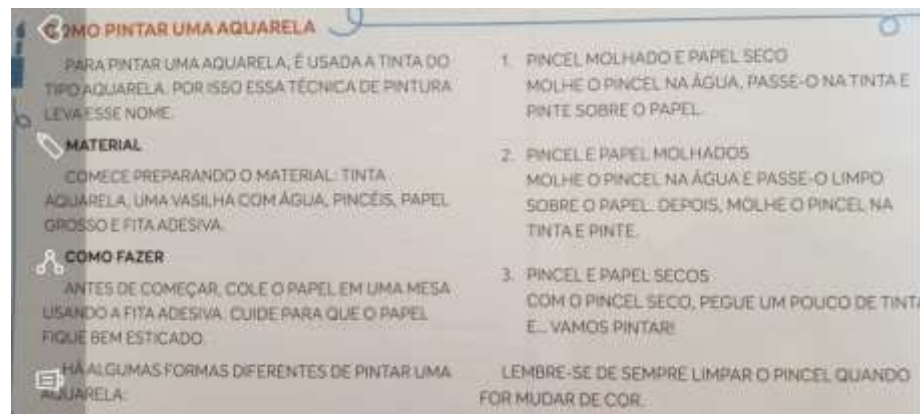 COMO PINTAR UMA AQUARELA
PARA PINTAR UMA AQUARELA, É USADA A TINTA DO
TIPO AQUARELA. POR ISSO ESSA TÉCNICA DE PINTURA
LEVA ESSE NOME.
MATERIAL
COMECE PREPARANDO O MATERIAL: TINTA
AQUARELA, UMA VASILHA COM ÁGUA, PINCÉIS, PAPEL
GROSSO E FITA ADESIVA.
COMO FAZER
ANTES DE COMEÇAR, COLE O PAPEL EM UMA MESA
USANDO A FITA ADESIVA. CUIDE PARA QUE O PAPEL
FIQUE BEM ESTICADO.
HÁ ALGUMAS FORMAS DIFERENTES DE PINTAR UMA
AQUARELA:
1. PINCEL MOLHADO E PAPEL SECO
MOLHE O PINCEL NA ÁGUA, PASSE-O NA TINTA E
PINTE SOBRE O PAPEL.
2. PINCEL E PAPEL MOLHADOS
MOLHE O PINCEL NA ÁGUA E PASSE-O LIMPO
SOBRE O PAPEL. DEPOIS, MOLHE O PINCEL NA
TINTA E PINTE.
3. PINCEL E PAPEL SECOS
COM O PINCEL SECO, PEGUE UM POUCO DE TINTA
E... VAMOS PINTAR!
LEMBRE-SE DE SEMPRE LIMPAR O PINCEL QUANDO
FOR MUDAR DE COR.